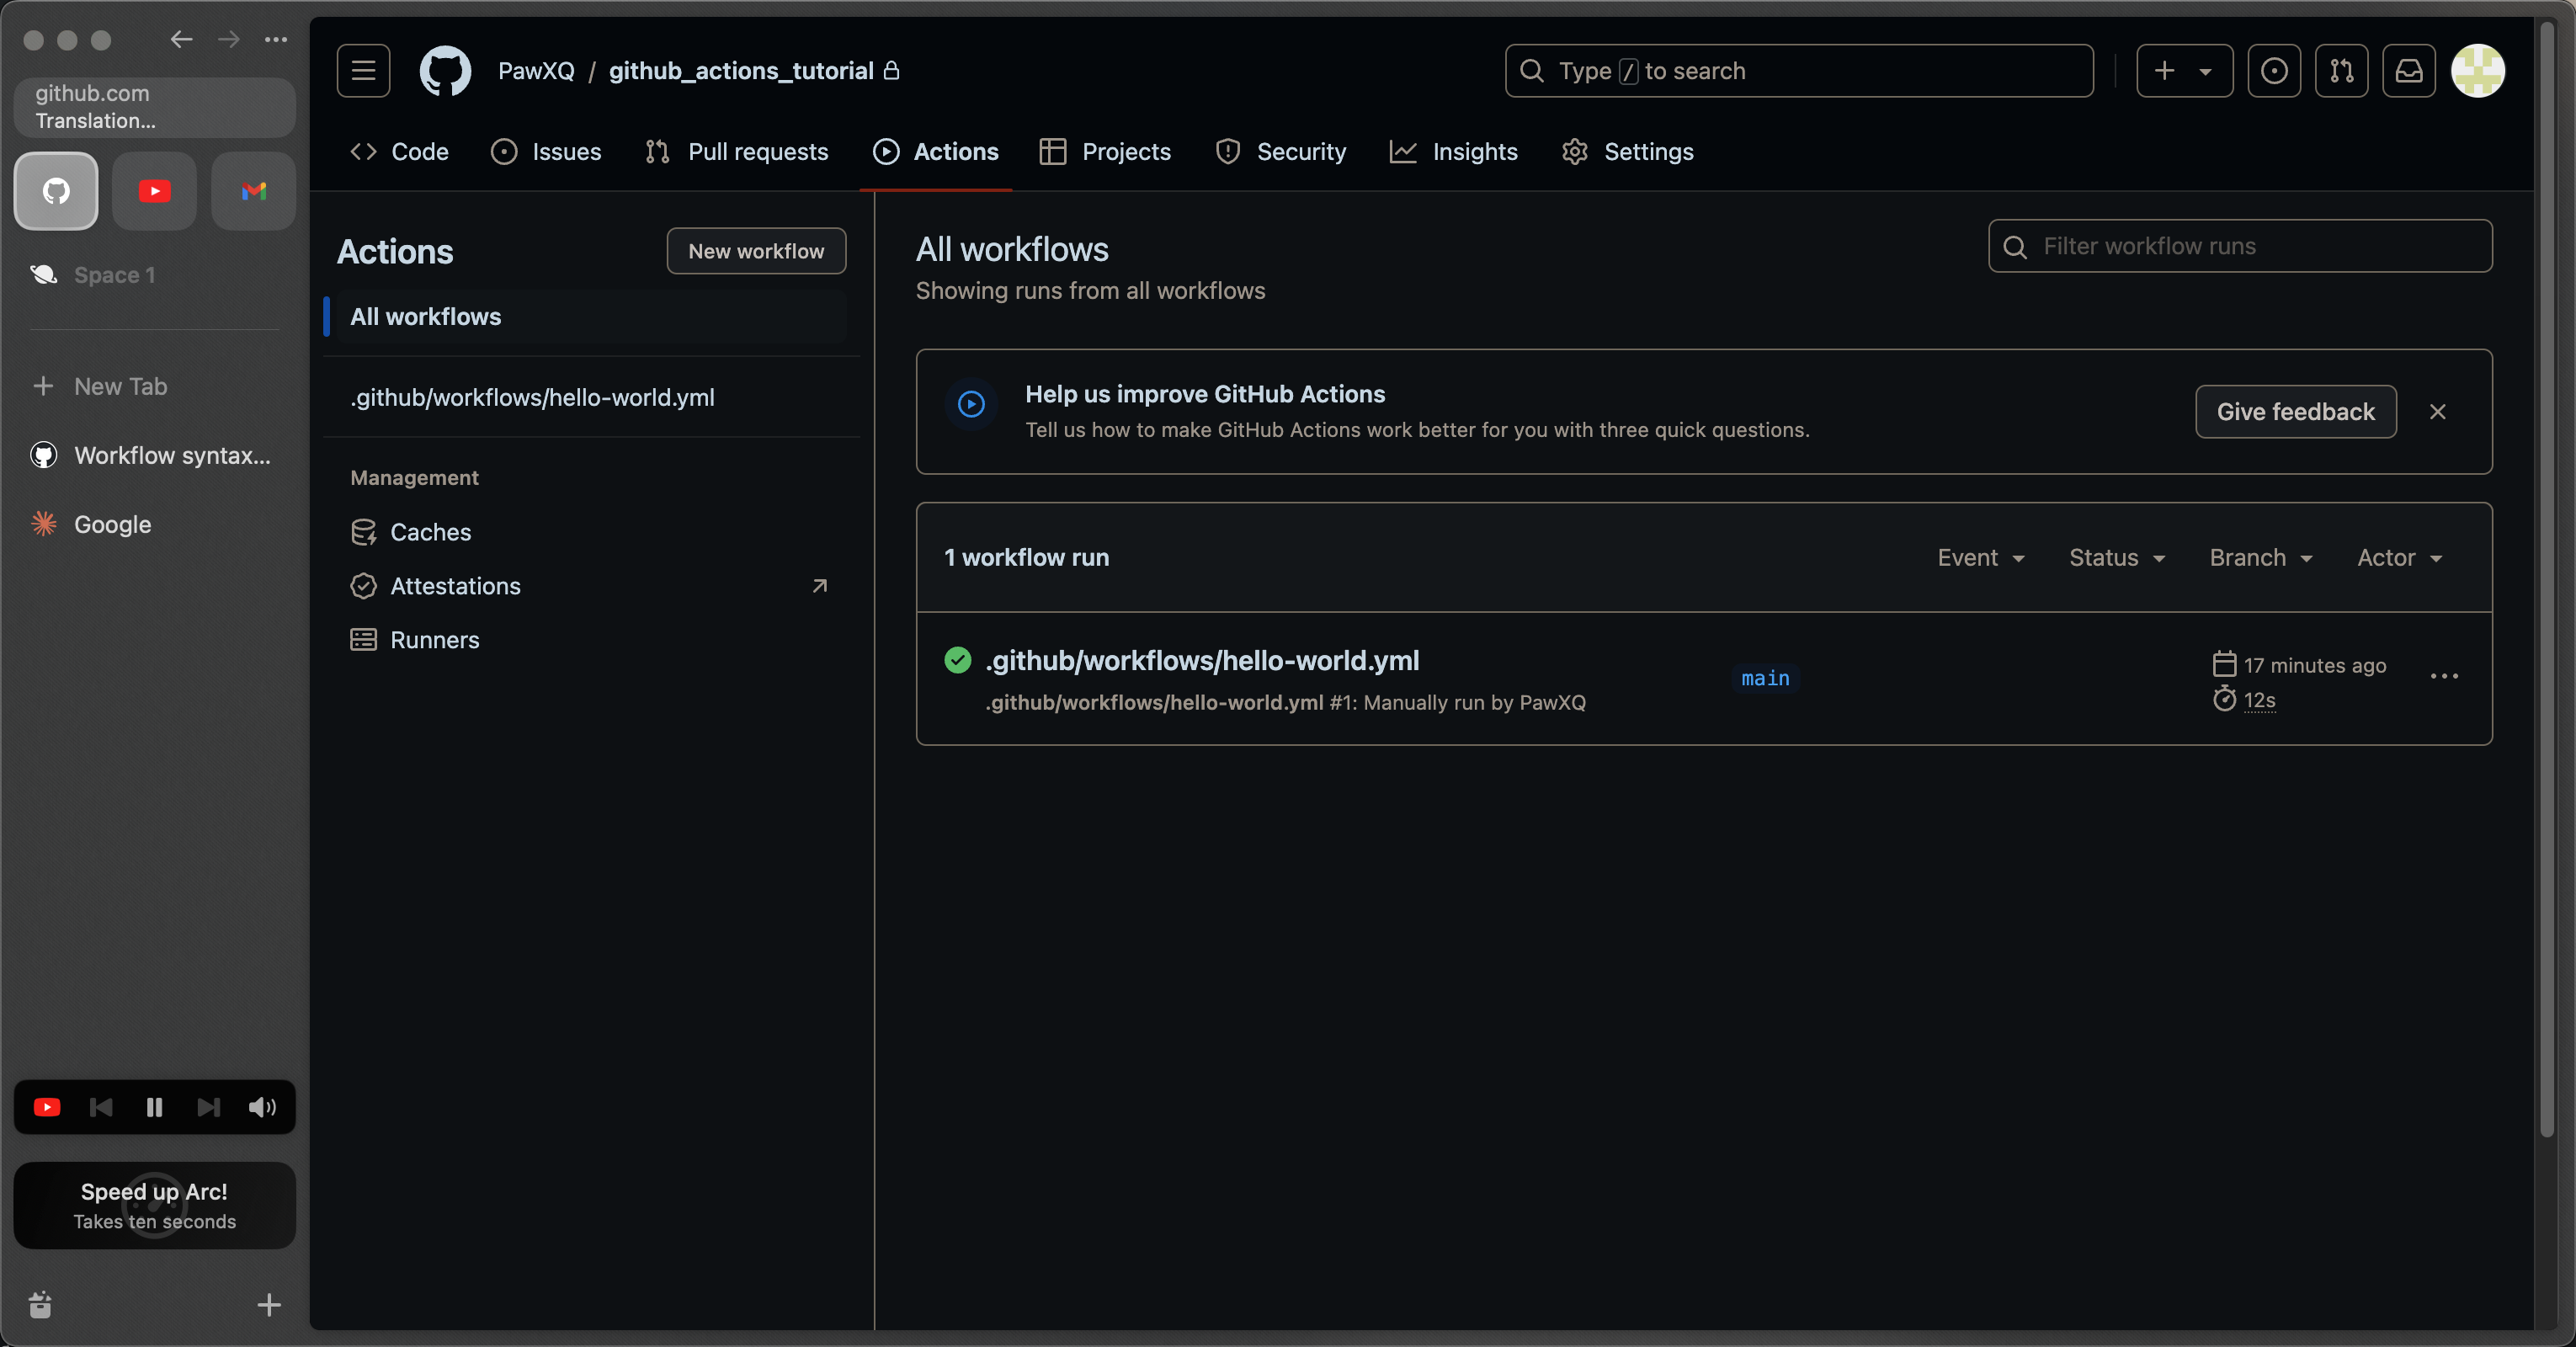 github.com
Translation...
Space 1
New Tab
Workflow syntax...
Google
Speed up Arc!
Takes ten seconds
PawXQ / github_actions_tutorial
Type / to search
Code
Issues
Pull requests
Actions
Projects
Security
Insights
Settings
Actions
New workflow
All workflows
.github/workflows/hello-world.yml
Management
Caches
Attestations
Runners
All workflows
Showing runs from all workflows
Filter workflow runs
Help us improve GitHub Actions
Tell us how to make GitHub Actions work better for you with three quick questions.
Give feedback
1 workflow run
Event
Status
Branch
Actor
.github/workflows/hello-world.yml
.github/workflows/hello-world.yml #1: Manually run by PawXQ
main
17 minutes ago
12s